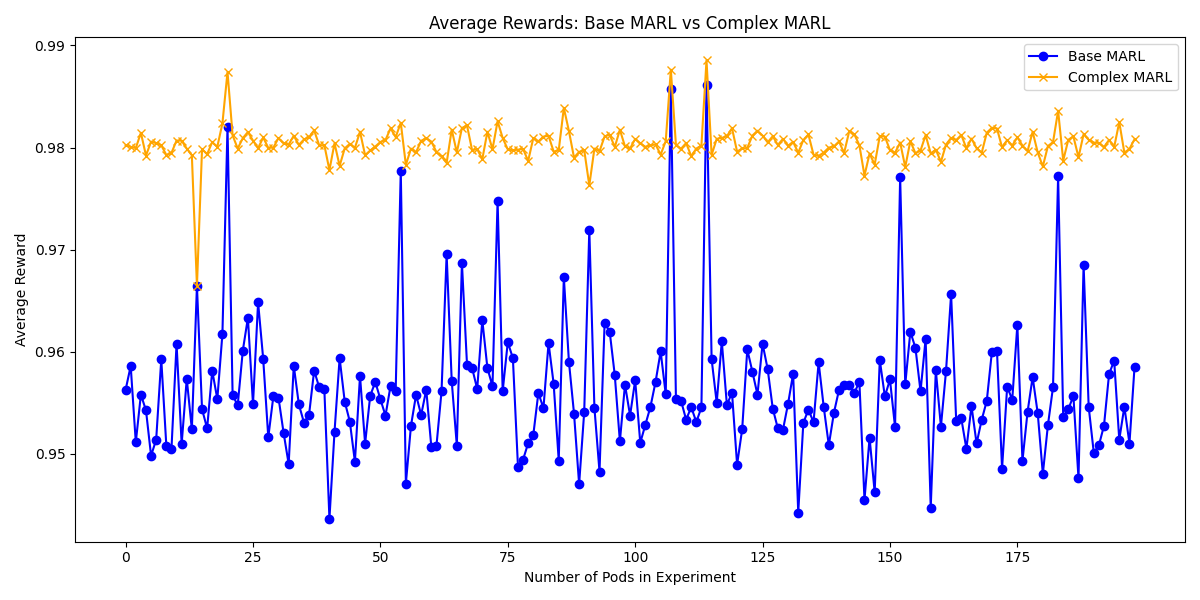 Average Rewards: Base MARL vs Complex MARL
Base MARL
Complex MARL
Average Reward
0.99
0.98
0.97
0.96
0.95
0 25 50 75 100 125 150 175
Number of Pods in Experiment